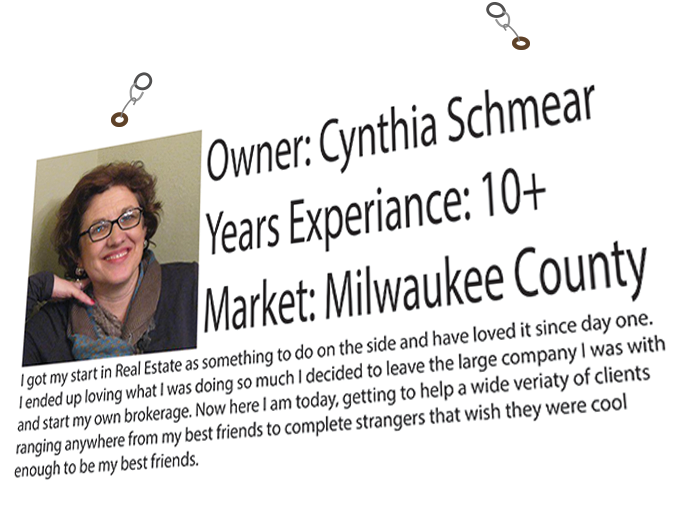 Owner: Cynthia Schmear
Years Experiance: 10+
Market: Milwaukee County
I got my start in Real Estate as something to do on the side and have loved it since day one.
I ended up loving what I was doing so much I decided to leave the large company I was with
and start my own brokerage. Now here I am today, getting to help a wide veriaty of clients
ranging anywhere from my best friends to complete strangers that wish they were cool
enough to be my best friends.